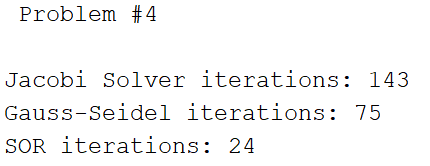 Problem #4
Jacobi Solver iterations: 143
Gauss-Seidel iterations: 75
SOR iterations: 24